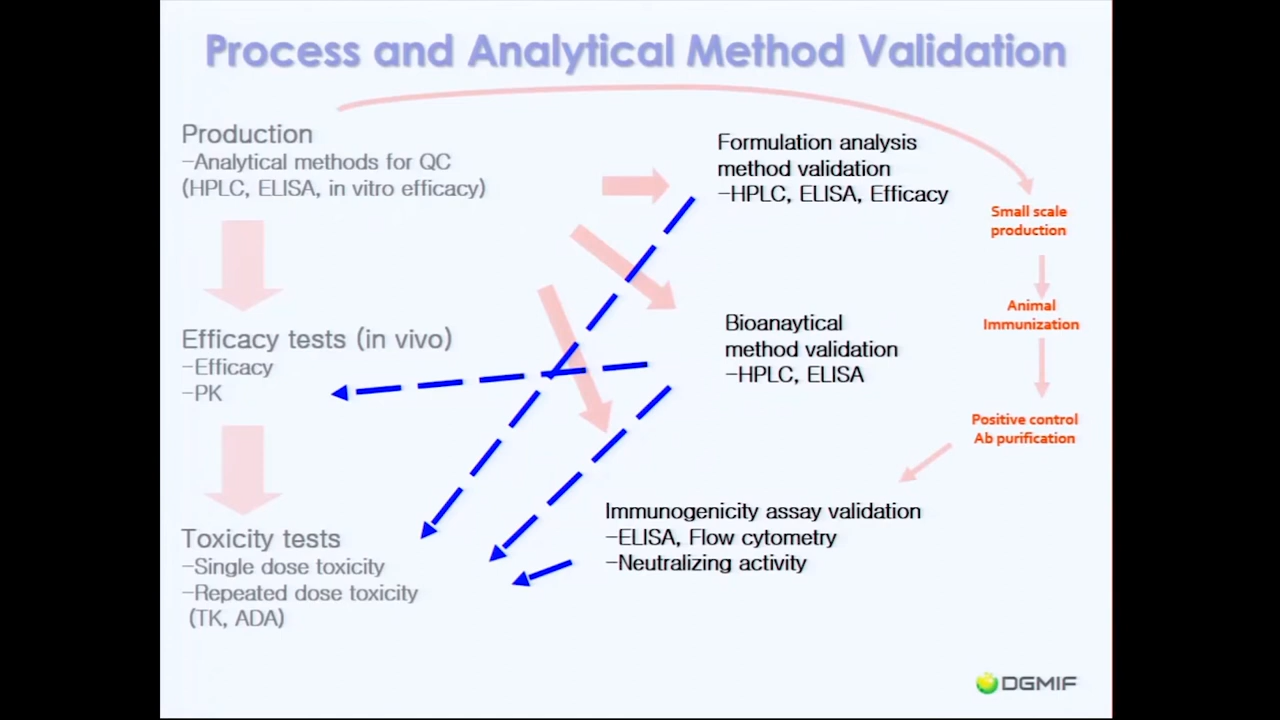 Process and Analytical Method Validation
Production
-Analytical methods for QC
(HPLC, ELISA, in vitro efficacy)
Efficacy tests (in vivo)
-Efficacy
-PK
Toxicity tests
-Single dose toxicity
-Repeated dose toxicity
(TK, ADA)
Formulation analysis
method validation
-HPLC, ELISA, Efficacy
Bioanaytical
method validation
-HPLC, ELISA
Immunogenicity assay validation
-ELISA, Flow cytometry
-Neutralizing activity
Small scale
production
Animal
Immunization
Positive control
Ab purification
DGMIF